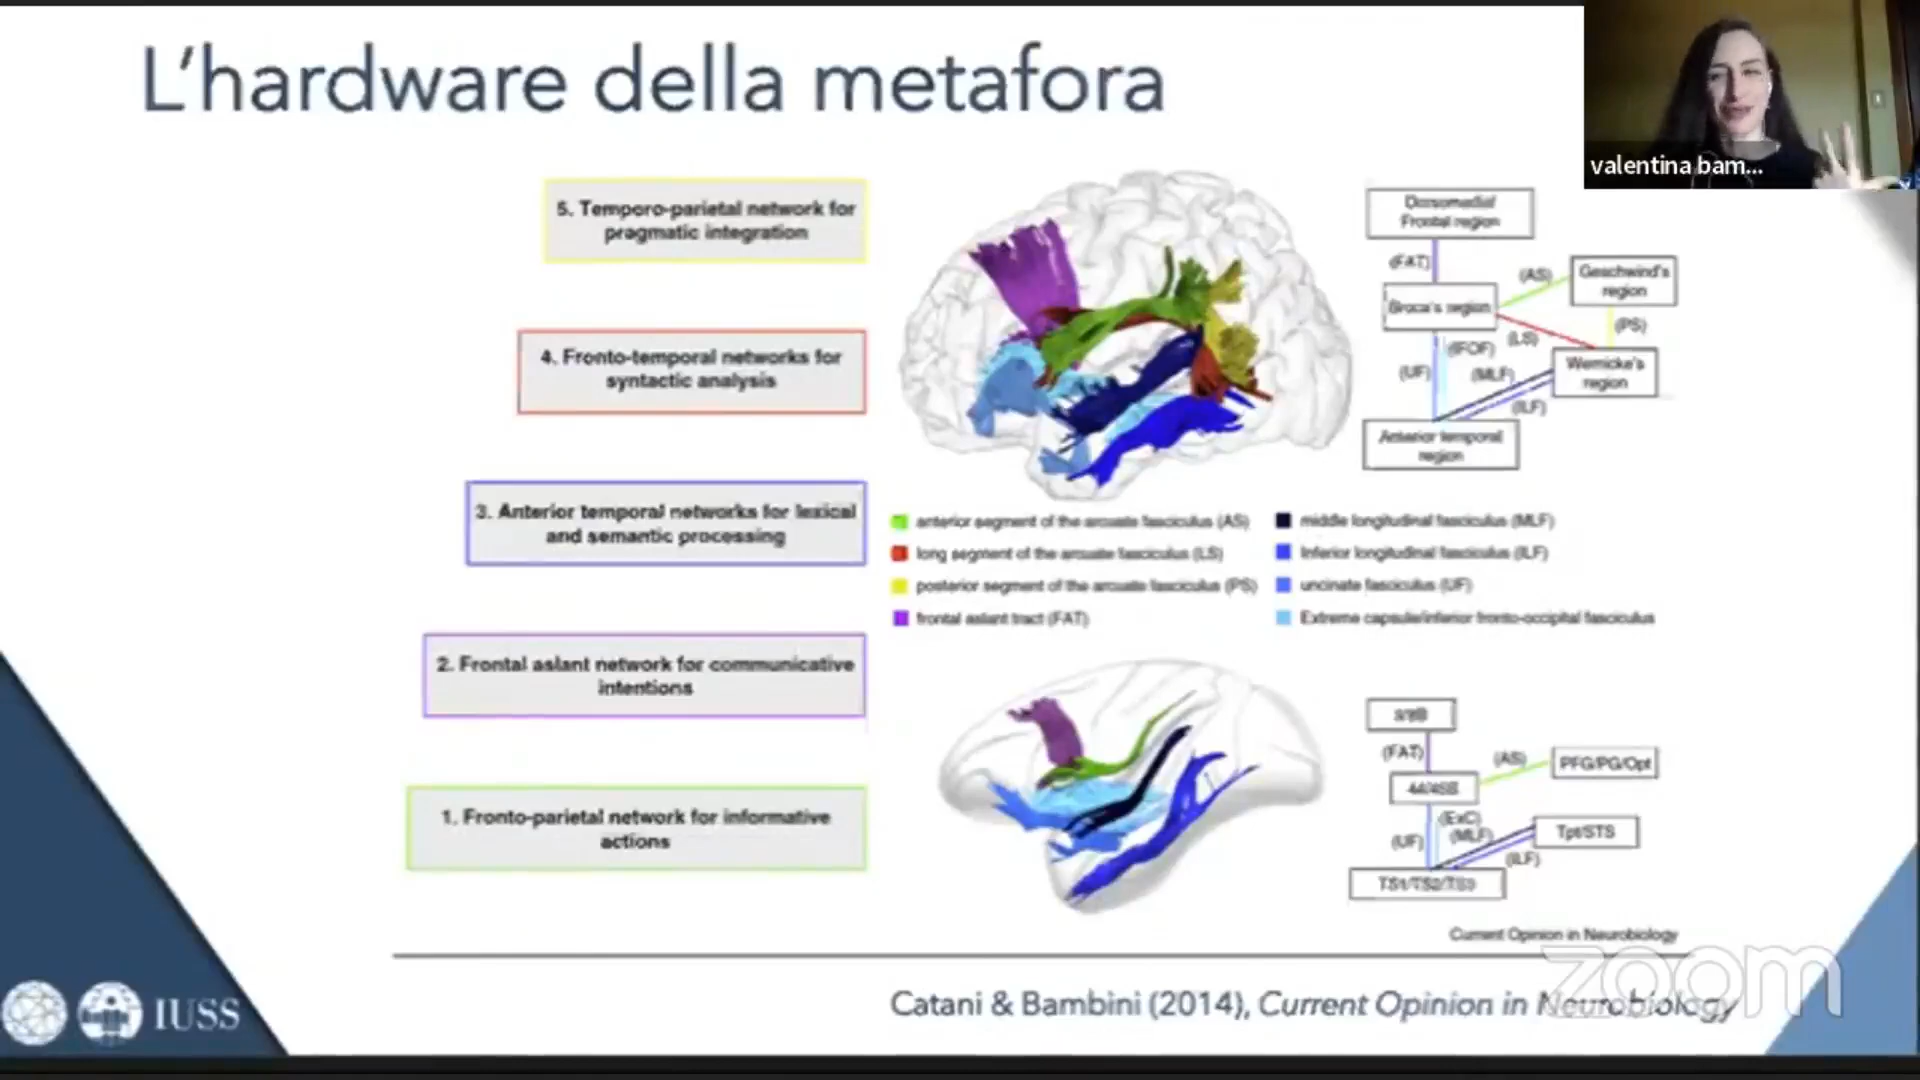 L'hardware della metafora
valentina bam...
5. Temporo-parietal network for
pragmatic integration
4. Fronto-temporal networks for
syntactic analysis
3. Anterior temporal networks for lexical
and semantic processing
2. Frontal aslant network for communicative
intentions
1. Fronto-parietal network for informative
actions
Dorsomedial
Frontal region
(FAT)
(AS)
Geschwind's
region
Broca's region
(PS)
(LS)
(IFOF)
(UF)
(MLF)
Wernicke's
region
(ILF)
Anterior temporal
region
anterior segment of the arcuate fasciculus (AS)
long segment of the arcuate fasciculus (LS)
posterior segment of the arcuate fasciculus (PS)
frontal aslant tract (FAT)
middle longitudinal fasciculus (MLF)
Inferior longitudinal fasciculus (ILF)
uncinate fasciculus (UF)
Extreme capsule/inferior fronto-occipital fasciculus
(FAT)
(AS)
PFG/PG/Opt
44/45B
(ExC)
(MLF)
(UF)
Tpt/STS
(ILF)
TS1/TS2/TS3
Current Opinion in Neurobiology
zoom
Catani & Bambini (2014), Current Opinion in Neurobiology
IUSS